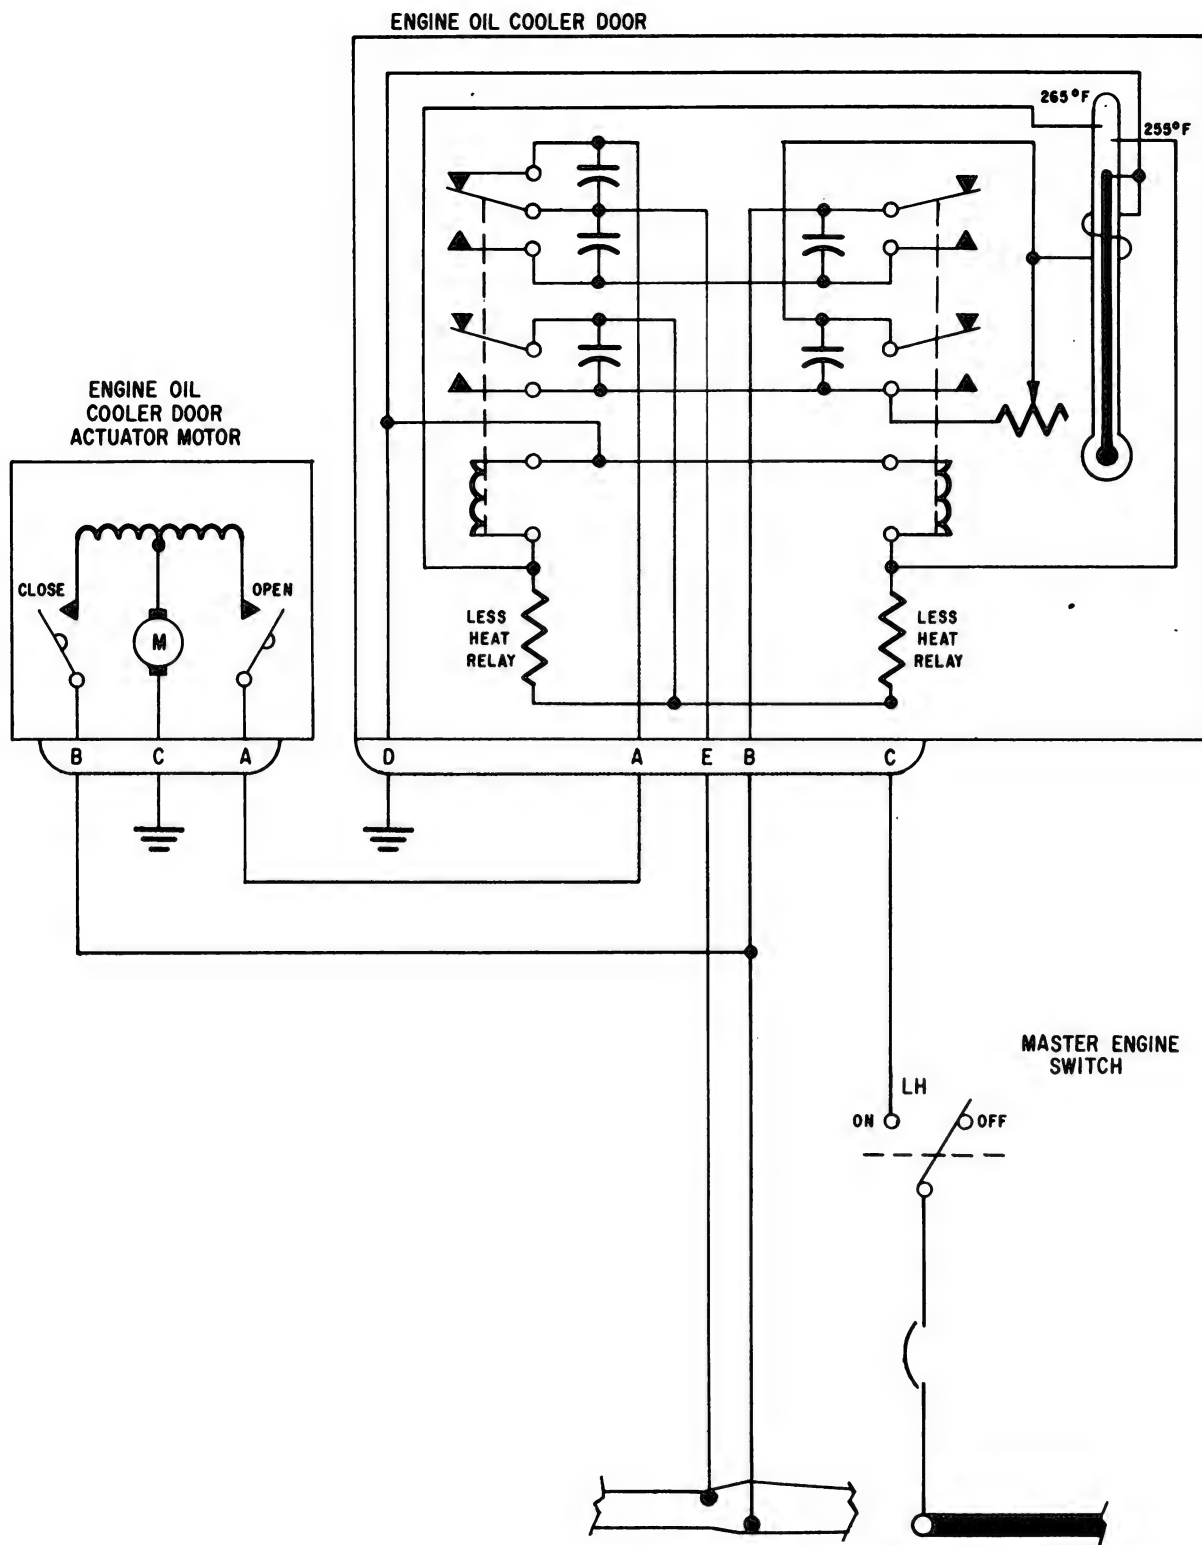 ENGINE OIL COOLER DOOR
265°F
255°F
ENGINE OIL
COOLER DOOR
ACTUATOR MOTOR
CLOSE
OPEN
M
LESS
HEAT
RELAY
LESS
HEAT
RELAY
B C A
D A E B C
MASTER ENGINE
SWITCH
LH
ON
OFF